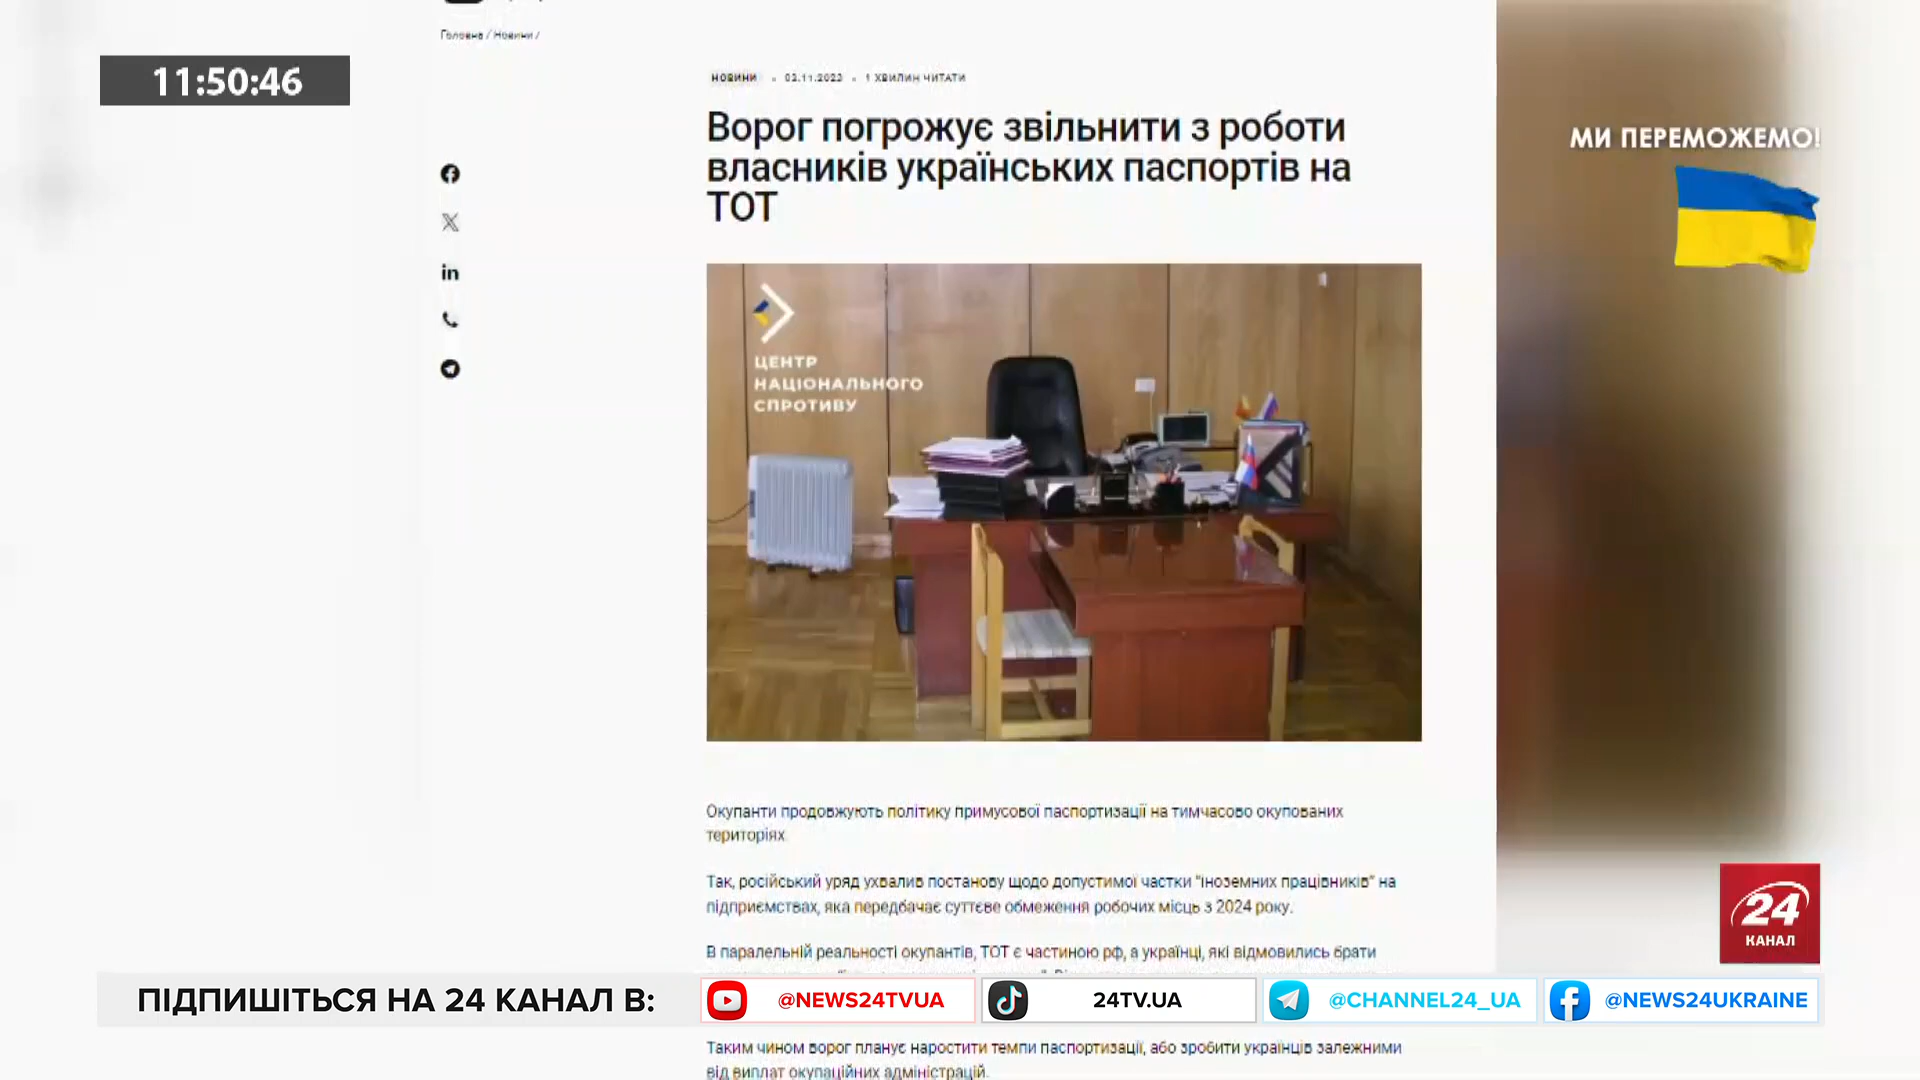 11:50:46
Головна / Новини /
НОВИНИ • 03.11.2023 • 1 ХВИЛИН ЧИТАТИ
Ворог погрожує звільнити з роботи
власників українських паспортів на
ТОТ
МИ ПЕРЕМОЖЕМО!
ЦЕНТР
НАЦІОНАЛЬНОГО
СПРОТИВУ
Окупанти продовжують політику примусової паспортизації на тимчасово окупованих
територіях.
Так, російський уряд ухвалив постанову щодо допустимої частки "іноземних працівників" на
підприємствах, яка передбачає суттєве обмеження робочих місць з 2024 року.
В паралельній реальності окупантів, ТОТ є частиною рф, а українці, які відмовились брати
24
КАНАЛ
ПІДПИШІТЬСЯ НА 24 КАНАЛ В: @NEWS24TVUA 24TV.UA @CHANNEL24_UA @NEWS24UKRAINE
Таким чином ворог планує наростити темпи паспортизації, або зробити українців залежними
від виплат окупаційних адміністрацій.